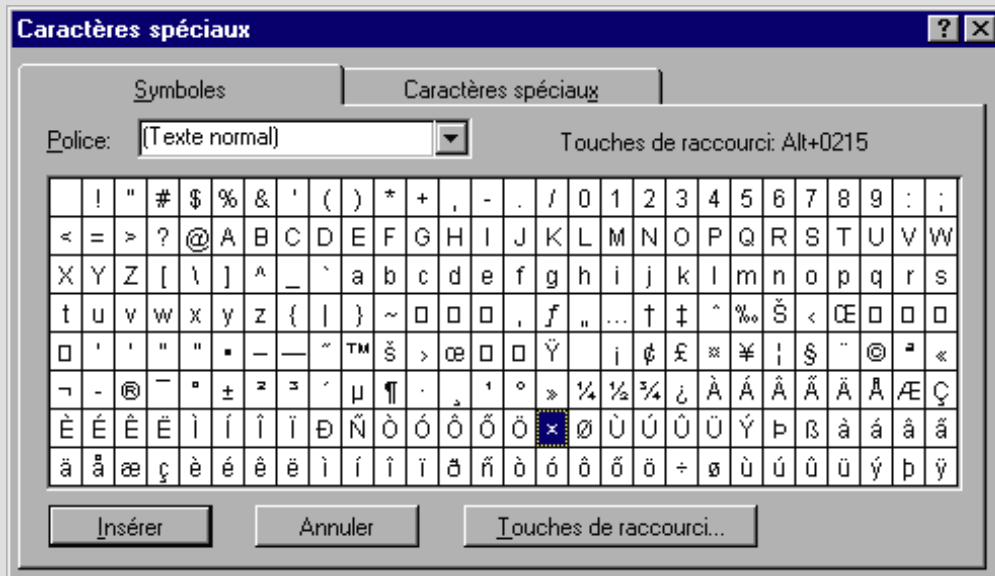 Caractères spéciaux ? ×
Symboles Caractères spéciaux
Police: (Texte normal) Touches de raccourci: Alt+0215
! " # $ % & ' ( ) * + , - . / 0 1 2 3 4 5 6 7 8 9 : ;
< = > ? @ A B C D E F G H I J K L M N O P Q R S T U V W
X Y Z [ \ ] ^ _ ` a b c d e f g h i j k l m n o p q r s
t u v w x y z { | } ~ □ □ □ ‚ ƒ „ … † ‡ ˆ ‰ Š ‹ Œ □ □ □
□ ' ' " " ▪ – — ˜ ™ š › œ □ □ Ÿ ¡ ¢ £ ¤ ¥ ¦ § ¨ © ª «
¬ - ® ¯ ° ± ² ³ ´ µ ¶ · ¸ ¹ º » ¼ ½ ¾ ¿ À Á Â Ã Ä Å Æ Ç
È É Ê Ë Ì Í Î Ï Ð Ñ Ò Ó Ô Õ Ö × Ø Ù Ú Û Ü Ý Þ ß à á â ã
ä å æ ç è é ê ë ì í î ï ð ñ ò ó ô õ ö ÷ ø ù ú û ü ý þ ÿ
Insérer Annuler Touches de raccourci...